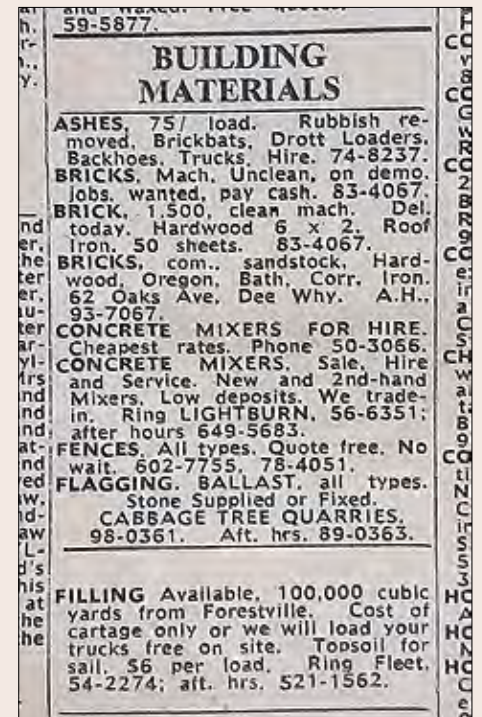 59-5877.
BUILDING
MATERIALS
ASHES, 75/ load. Rubbish re-
moved, Brickbats, Drott Loaders,
Backhoes, Trucks, Hire. 74-8237.
BRICKS, Mach, Unclean, on demo.
jobs, wanted, pay cash. 83-4067.
BRICK, 1,500, clean mach. Del.
today. Hardwood 6 x 2, Roof
Iron. 50 sheets. 83-4067.
BRICKS, com., sandstock, Hard-
wood, Oregon, Bath, Corr. Iron.
62 Oaks Ave, Dee Why. A.H.,
93-7067.
CONCRETE MIXERS FOR HIRE.
Cheapest rates. Phone 50-3066.
CONCRETE MIXERS, Sale, Hire
and Service. New and 2nd-hand
Mixers, Low deposits. We trade-
in. Ring LIGHTBURN, 56-6351;
after hours 649-5683.
FENCES, All types, Quote free, No
wait. 602-7755, 78-4051.
FLAGGING, BALLAST, all types.
Stone Supplied or Fixed.
CABBAGE TREE QUARRIES,
98-0361. Aft. hrs. 89-0363.
FILLING Available, 100,000 cubic
yards from Forestville. Cost of
cartage only or we will load your
trucks free on site. Topsoil for
sail, $6 per load. Ring Fleet,
54-2274; aft. hrs. 521-1562.